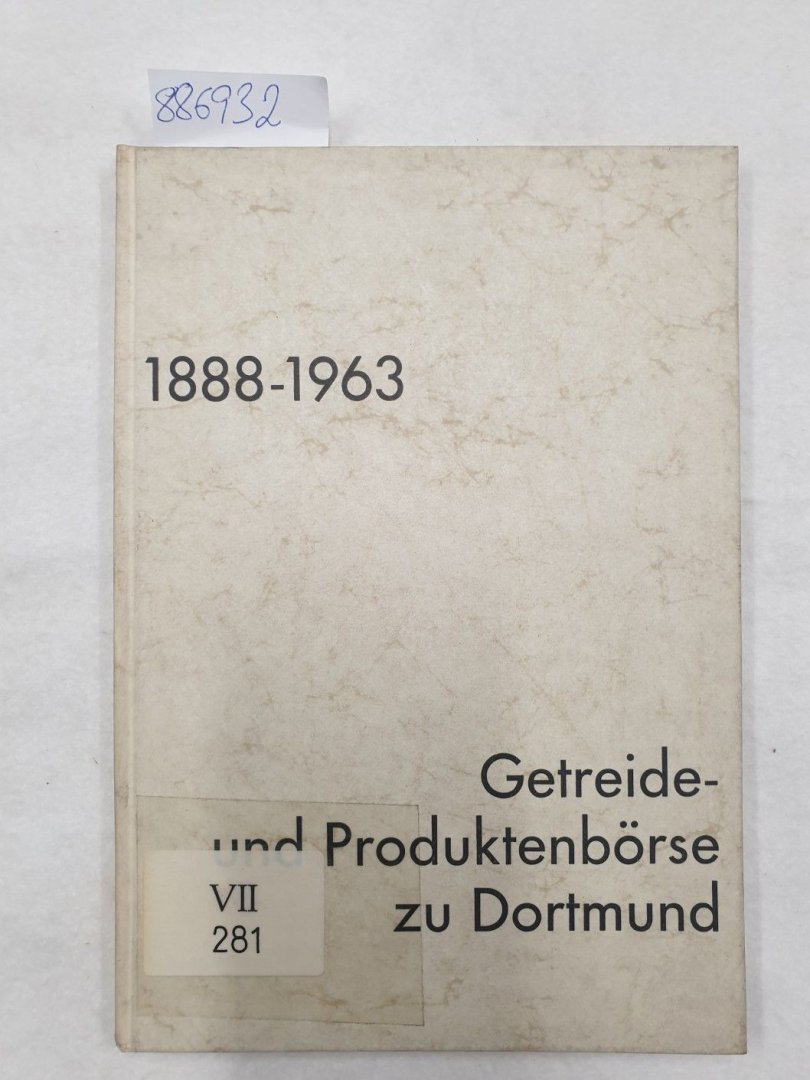 886932
1888-1963
Getreide-
und Produktenbörse
zu Dortmund
VII
281